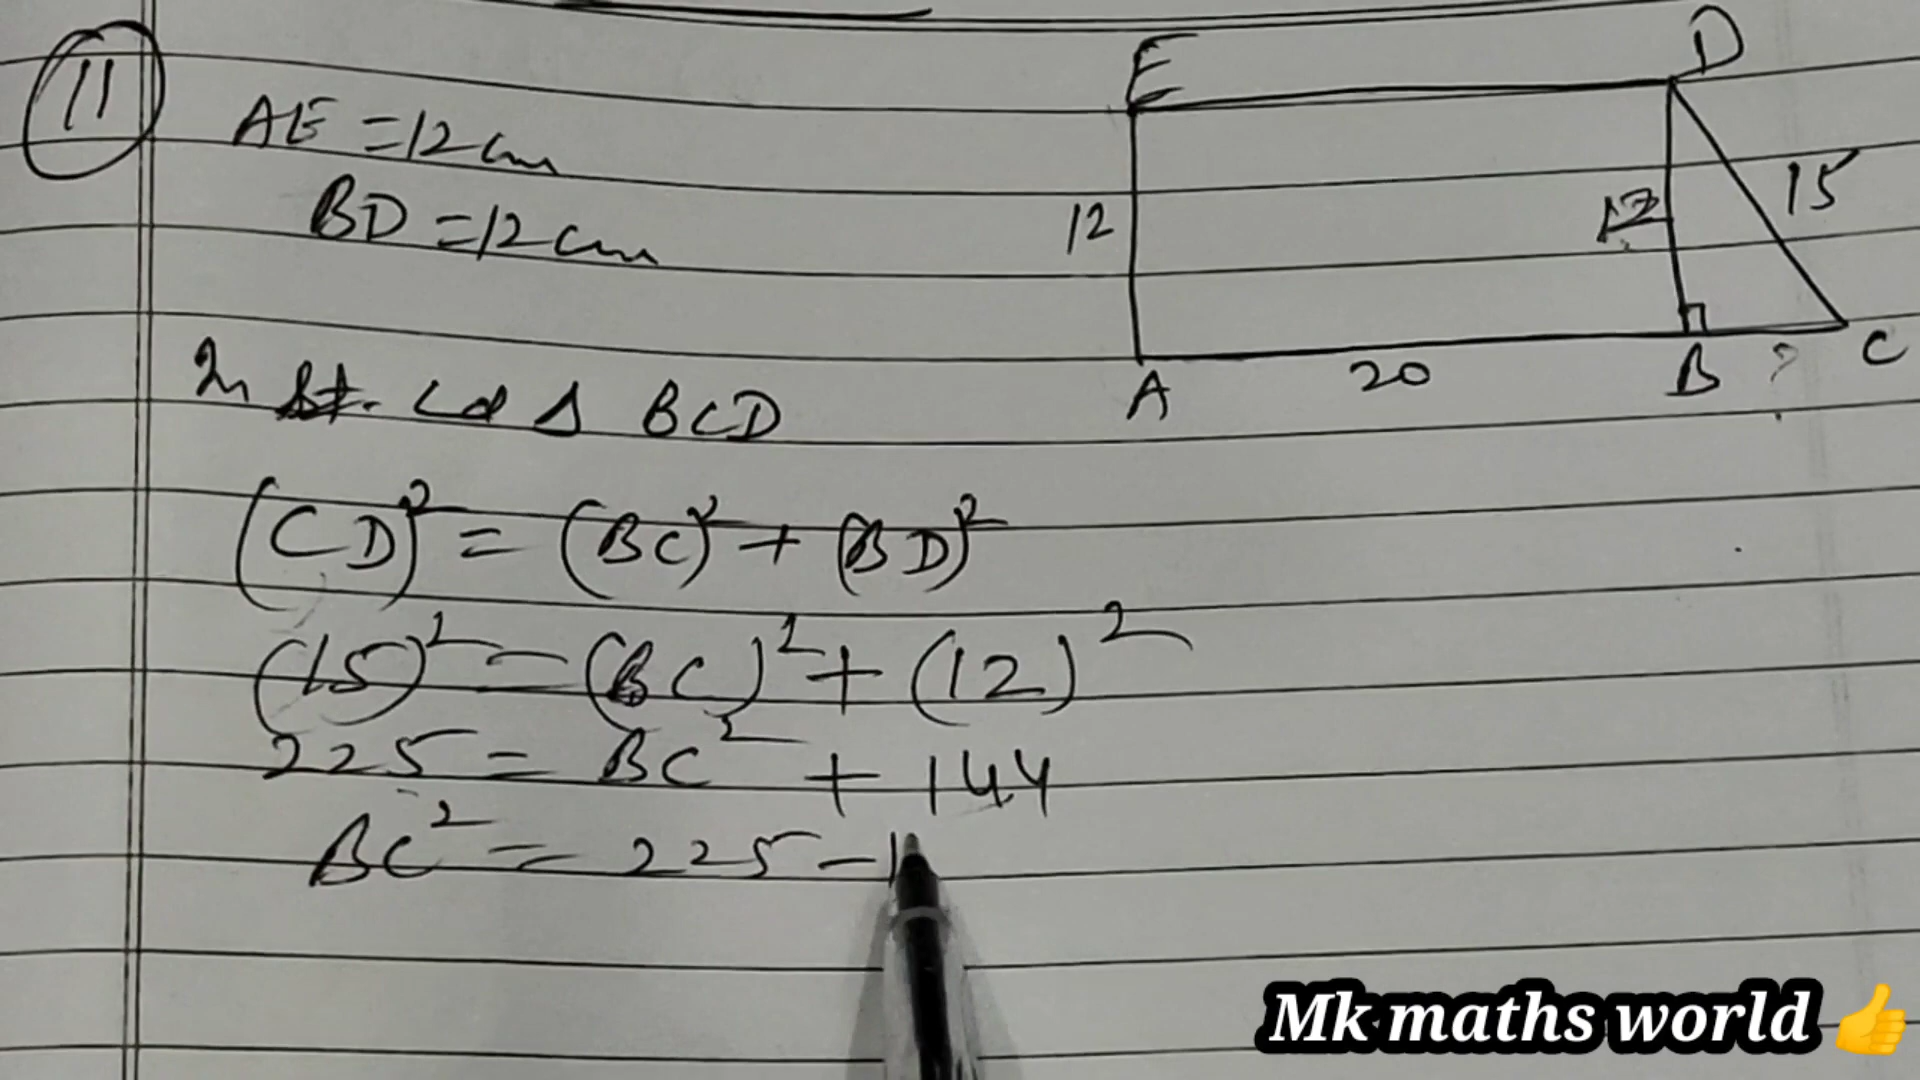 11
AE = 12 cm
BD = 12 cm
E
D
12
12
15
A
20
B
?
C
In rt. ∠d Δ BCD
(CD)² = (BC)² + (BD)²
(15)² = (BC)² + (12)²
225 = BC² + 144
BC² = 225 - 1
Mk maths world 👍